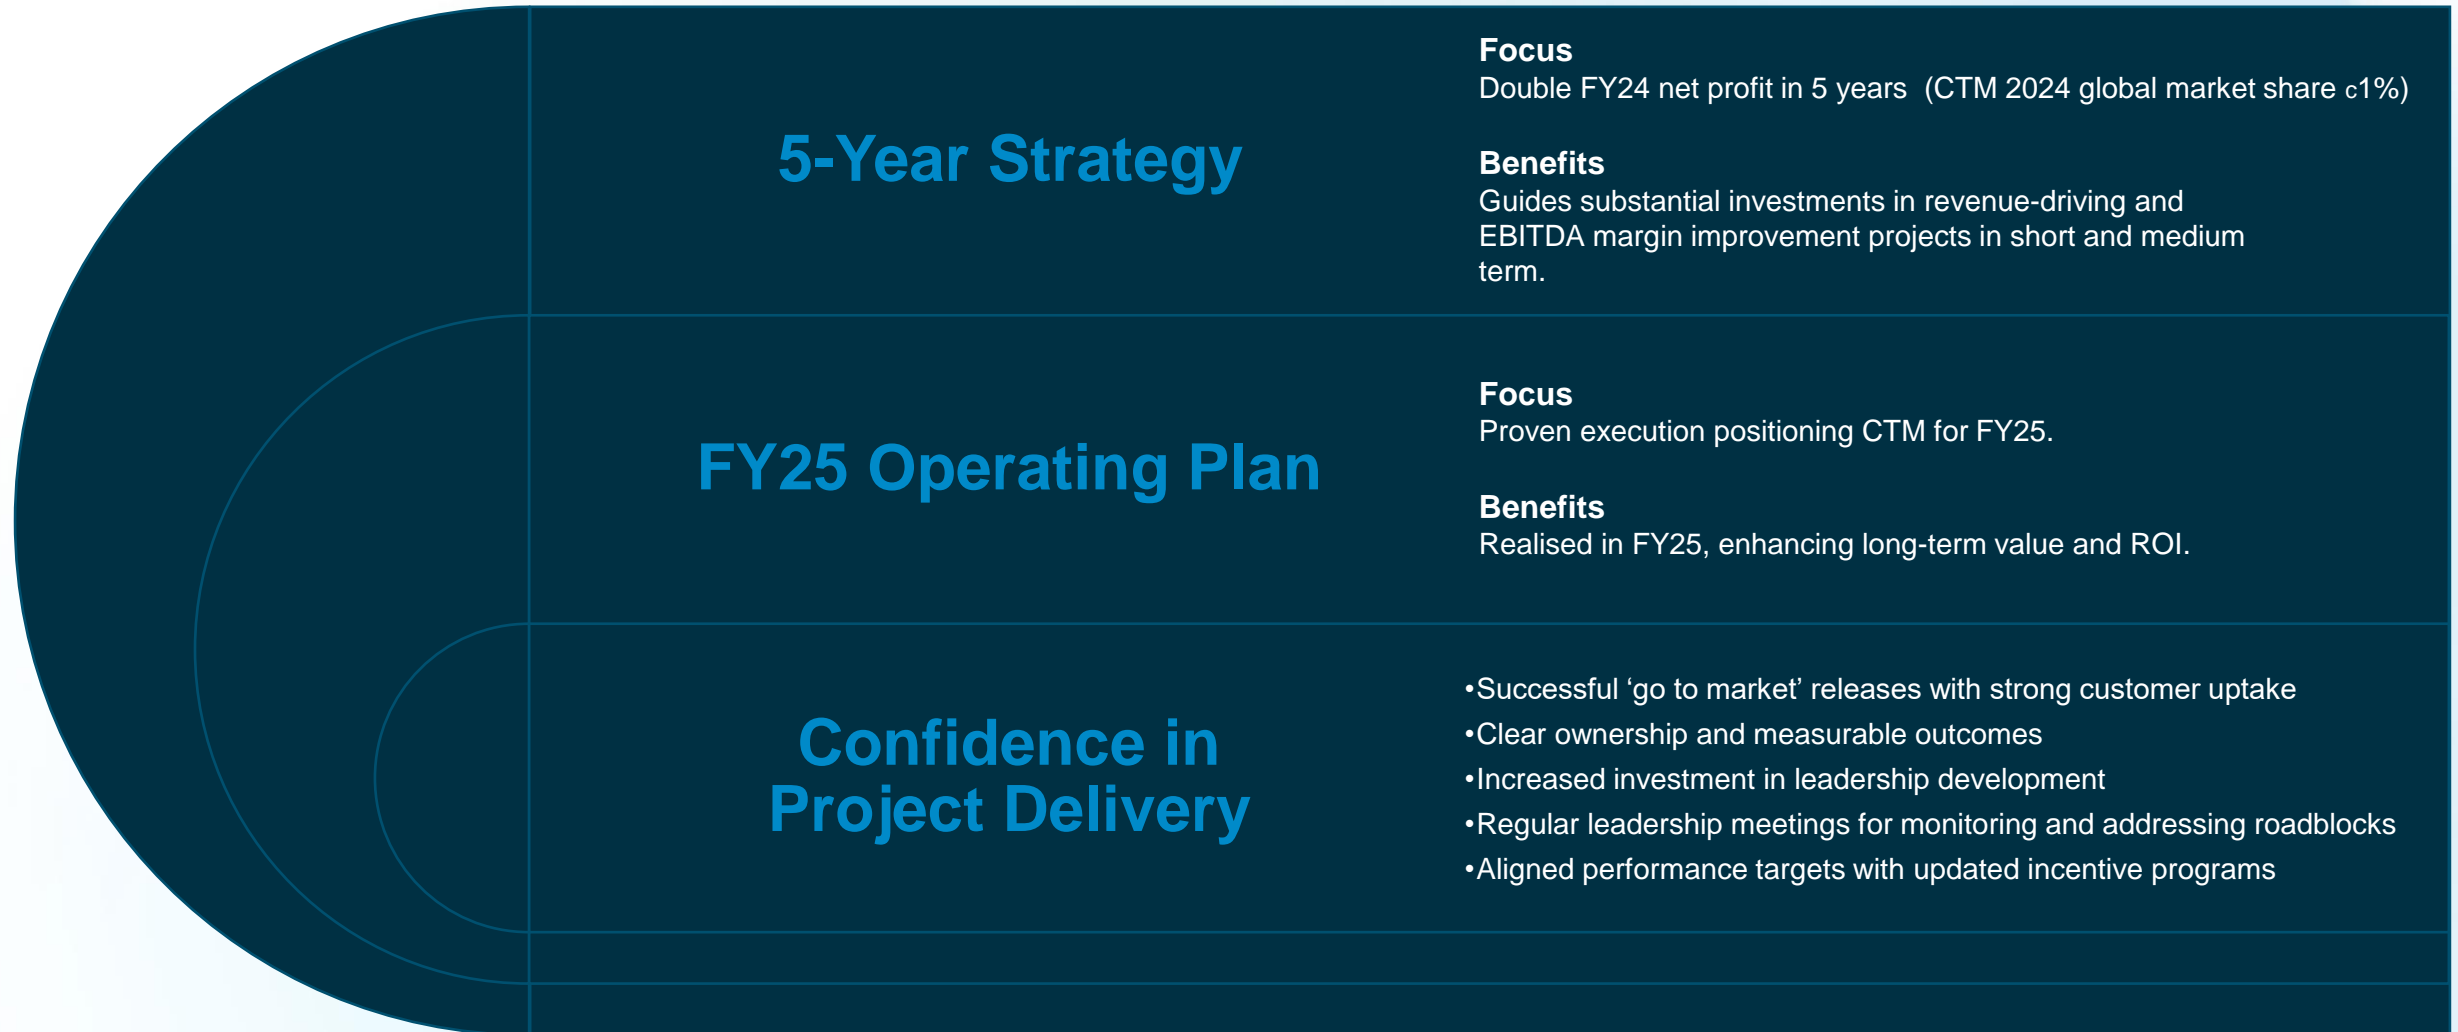 5-Year Strategy
Focus
Double FY24 net profit in 5 years (CTM 2024 global market share c1%)
Benefits
Guides substantial investments in revenue-driving and
EBITDA margin improvement projects in short and medium
term.
FY25 Operating Plan
Focus
Proven execution positioning CTM for FY25.
Benefits
Realised in FY25, enhancing long-term value and ROI.
Confidence in
Project Delivery
•Successful ‘go to market’ releases with strong customer uptake
•Clear ownership and measurable outcomes
•Increased investment in leadership development
•Regular leadership meetings for monitoring and addressing roadblocks
•Aligned performance targets with updated incentive programs